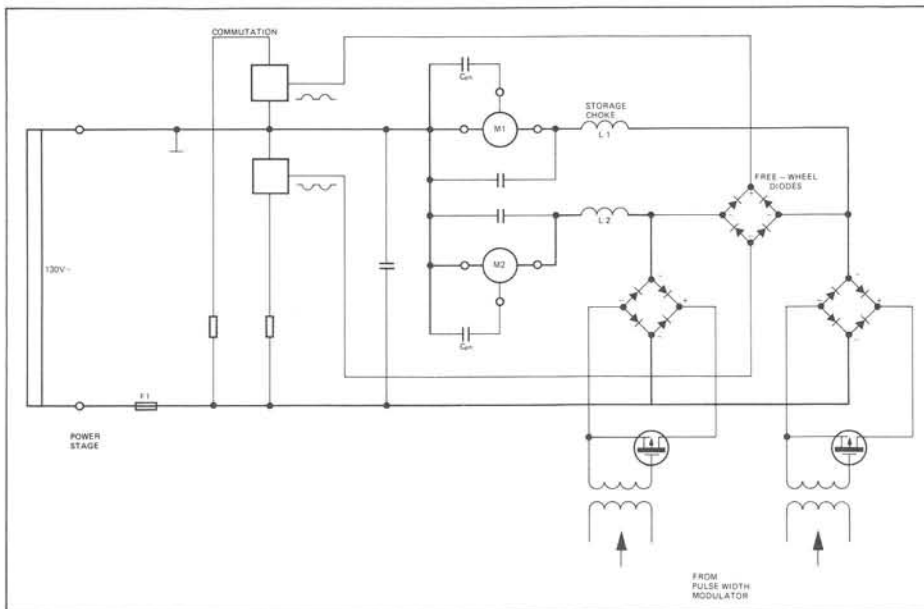 COMMUTATION
Cph
M1
STORAGE
CHOKE
L 1
FREE – WHEEL
DIODES
L 2
130V~
M2
Cph
F1
POWER
STAGE
FROM
PULSE WIDTH
MODULATOR